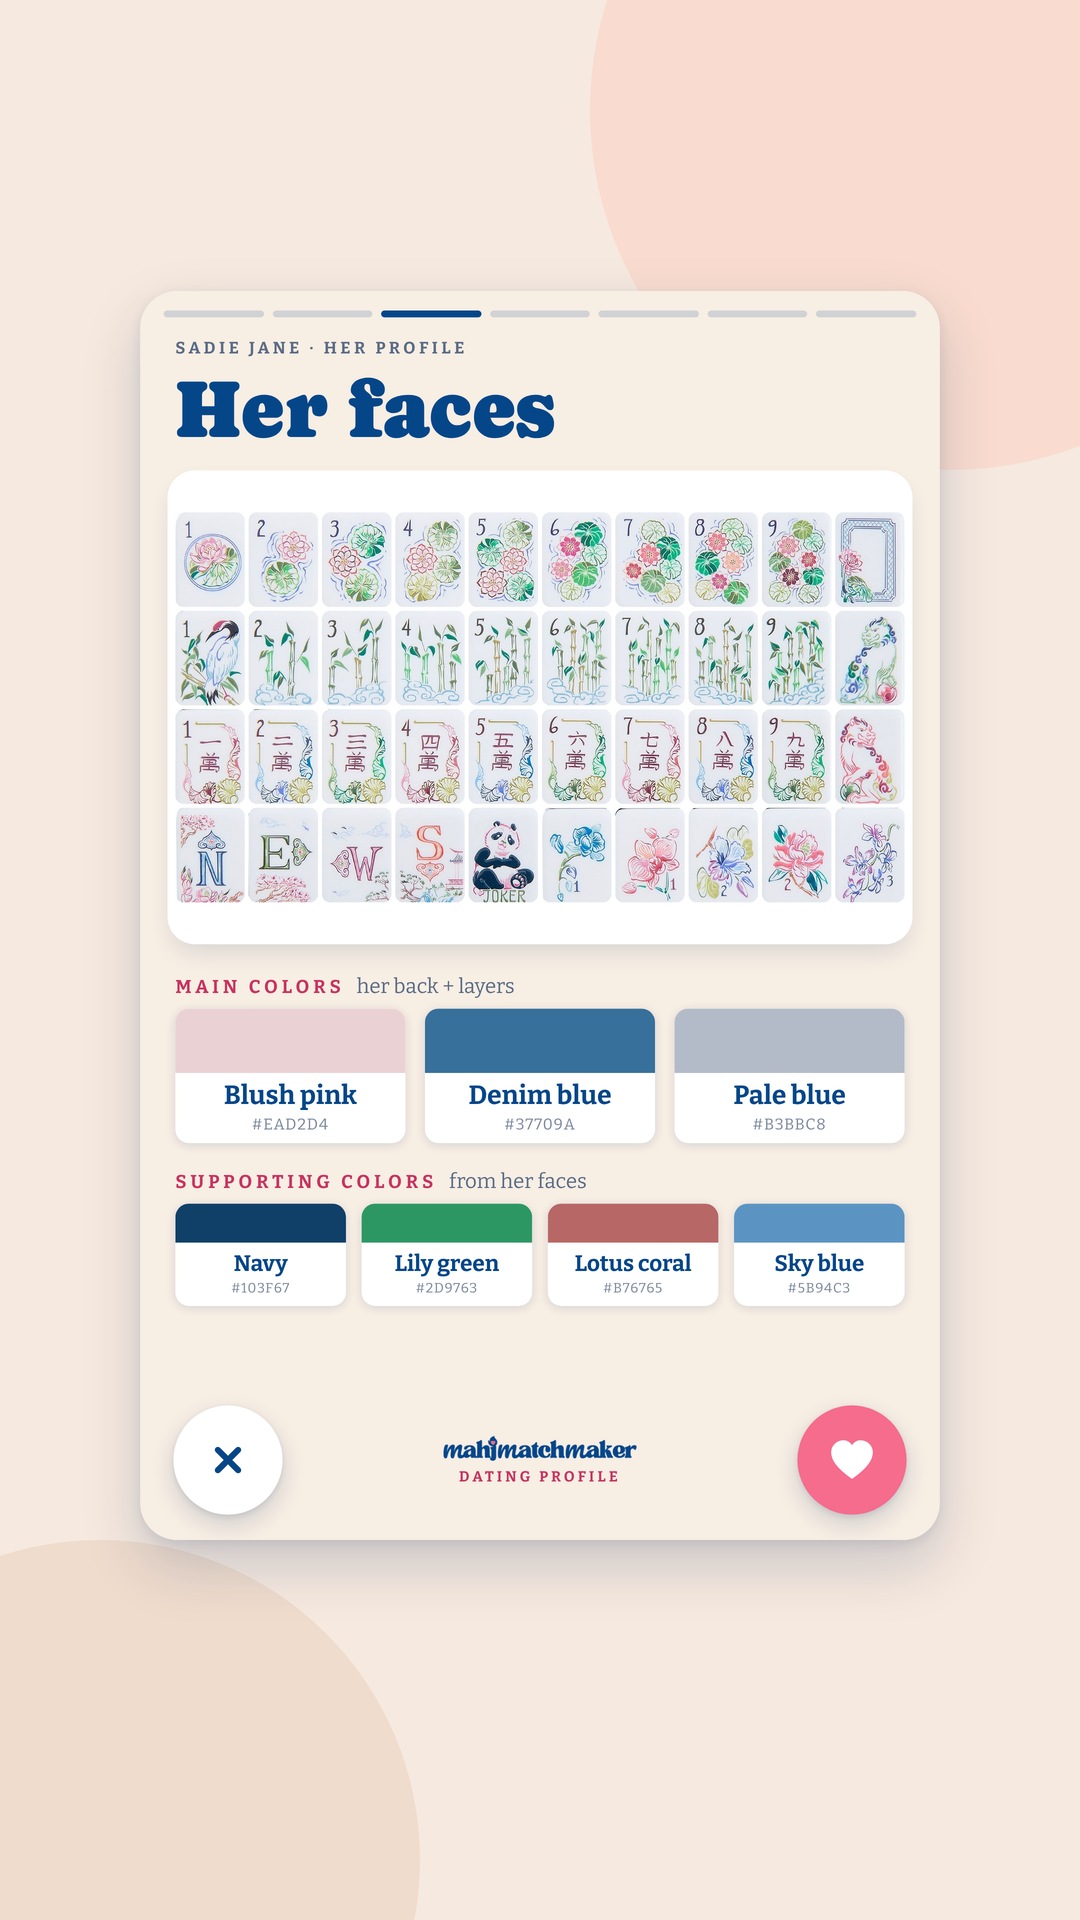 SADIE JANE · HER PROFILE
Her faces
1 2 3 4 5 6 7 8 9
1 2 3 4 5 6 7 8 9
1 一萬 2 二萬 3 三萬 4 四萬 5 五萬 6 六萬 7 七萬 8 八萬 9 九萬
N E W S JOKER 1 1 2 2 3
MAIN COLORS her back + layers
Blush pink Denim blue Pale blue
#EAD2D4 #37709A #B3BBC8
SUPPORTING COLORS from her faces
Navy Lily green Lotus coral Sky blue
#103F67 #2D9763 #B76765 #5B94C3
mahjmatchmaker
DATING PROFILE